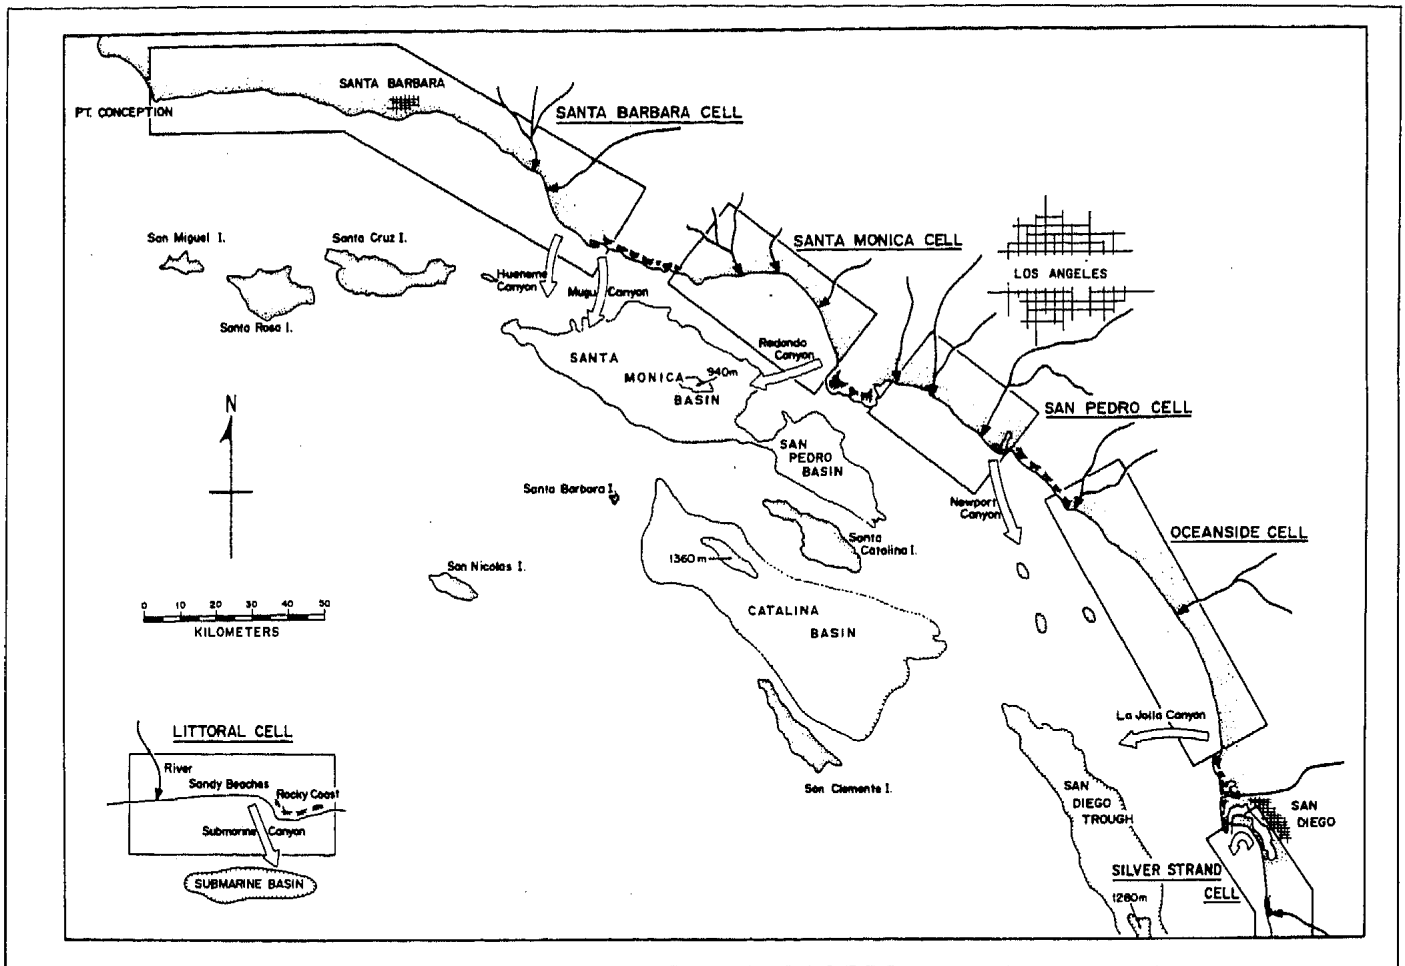 SANTA BARBARA
PT. CONCEPTION
SANTA BARBARA CELL
San Miguel I.
Santa Cruz I.
Santa Rosa I.
Hueneme
Canyon
Mugu Canyon
SANTA MONICA CELL
LOS ANGELES
SANTA
MONICA
BASIN
940m
Redondo
Canyon
SAN PEDRO CELL
SAN
PEDRO
BASIN
N
Santa Barbara I.
Newport
Canyon
OCEANSIDE CELL
Santa
Catalina I.
1360 m
San Nicolas I.
CATALINA
BASIN
0 10 20 30 40 50
KILOMETERS
La Jolla Canyon
San Clemente I.
SAN
DIEGO
TROUGH
SAN
DIEGO
SILVER STRAND
CELL
1280m
LITTORAL CELL
River
Sandy Beaches
Rocky Coast
Submarine Canyon
SUBMARINE BASIN